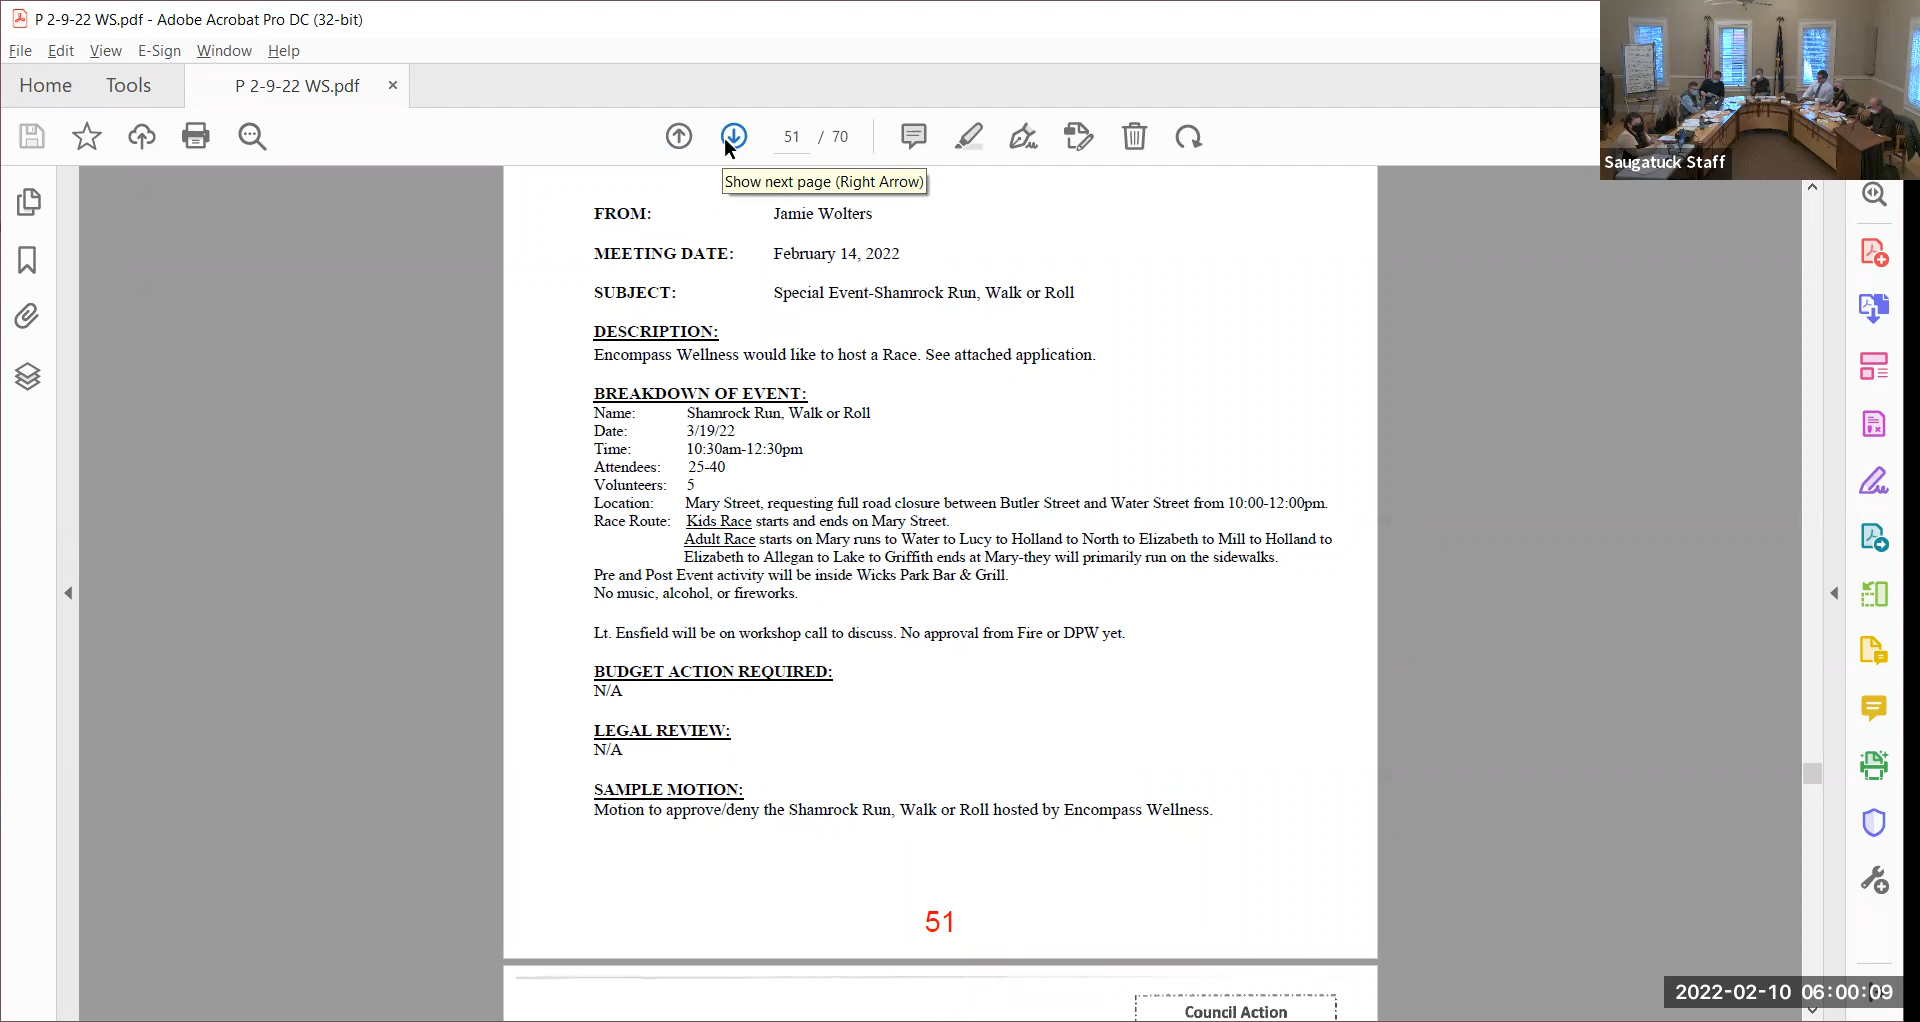 P 2-9-22 WS.pdf - Adobe Acrobat Pro DC (32-bit)
File Edit View E-Sign Window Help
Home Tools P 2-9-22 WS.pdf ×
51 / 70
Show next page (Right Arrow)
Saugatuck Staff
FROM: Jamie Wolters
MEETING DATE: February 14, 2022
SUBJECT: Special Event-Shamrock Run, Walk or Roll
DESCRIPTION:
Encompass Wellness would like to host a Race. See attached application.
BREAKDOWN OF EVENT:
Name: Shamrock Run, Walk or Roll
Date: 3/19/22
Time: 10:30am-12:30pm
Attendees: 25-40
Volunteers: 5
Location: Mary Street, requesting full road closure between Butler Street and Water Street from 10:00-12:00pm.
Race Route: Kids Race starts and ends on Mary Street.
Adult Race starts on Mary runs to Water to Lucy to Holland to North to Elizabeth to Mill to Holland to
Elizabeth to Allegan to Lake to Griffith ends at Mary-they will primarily run on the sidewalks.
Pre and Post Event activity will be inside Wicks Park Bar & Grill.
No music, alcohol, or fireworks.
Lt. Ensfield will be on workshop call to discuss. No approval from Fire or DPW yet.
BUDGET ACTION REQUIRED:
N/A
LEGAL REVIEW:
N/A
SAMPLE MOTION:
Motion to approve/deny the Shamrock Run, Walk or Roll hosted by Encompass Wellness.
51
Council Action
2022-02-10 06:00:09